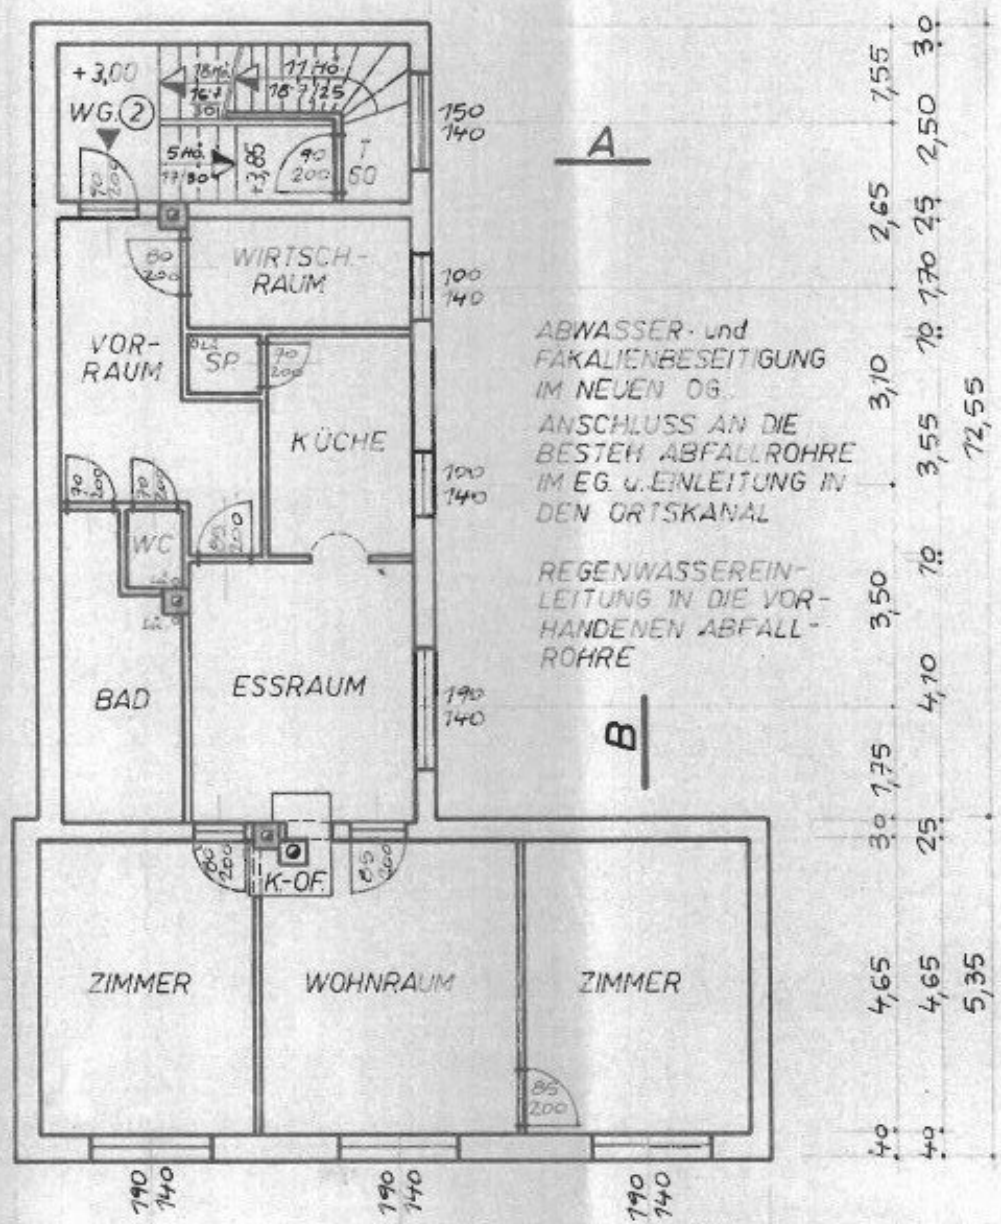 +3,00
WG. 2
18 Hö.
16.7
30
11 Hö.
18.7/25
5 Hö.
17/30
+3,85
90
200
T
60
90
200
150
140
A
80
200
WIRTSCH.-
RAUM
100
140
VOR-
RAUM
SP
70
200
KÜCHE
100
140
70
200
70
200
85
200
WC
BAD
ESSRAUM
190
140
B
ABWASSER- und
FAKALIENBESEITIGUNG
IM NEUEN OG.
ANSCHLUSS AN DIE
BESTEH ABFALLROHRE
IM EG. u. EINLEITUNG IN
DEN ORTSKANAL
REGENWASSEREIN-
LEITUNG IN DIE VOR-
HANDENEN ABFALL-
ROHRE
85
200
K-OF.
85
200
ZIMMER
WOHNRAUM
ZIMMER
85
200
190
140
190
140
190
140
1,55
2,65
3,10
3,50
1,75
30
4,65
40
30
2,50
25
1,70
10
3,55
10
4,10
25
4,65
40
12,55
5,35